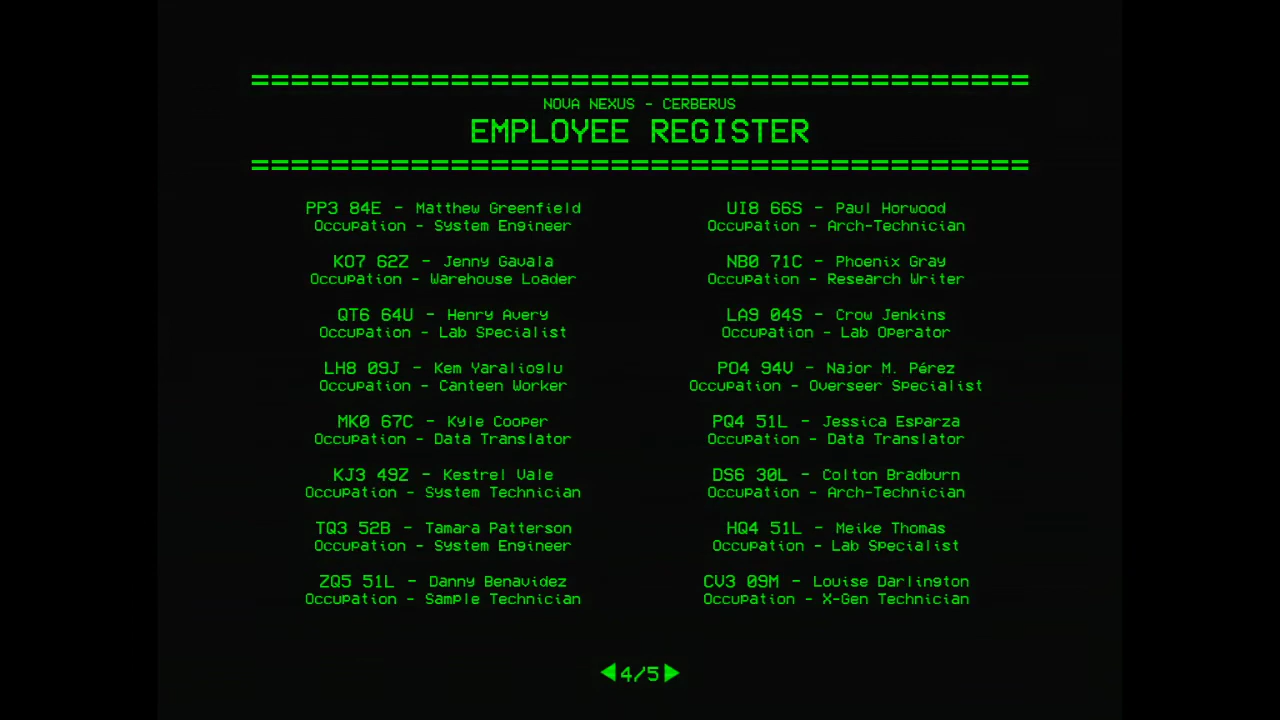 ========================================
NOVA NEXUS - CERBERUS
EMPLOYEE REGISTER
========================================
PP3 84E - Matthew Greenfield
Occupation - System Engineer
KO7 62Z - Jenny Gavala
Occupation - Warehouse Loader
QT6 64U - Henry Avery
Occupation - Lab Specialist
LH8 09J - Kem Yaralioglu
Occupation - Canteen Worker
MK0 67C - Kyle Cooper
Occupation - Data Translator
KJ3 49Z - Kestrel Vale
Occupation - System Technician
TQ3 52B - Tamara Patterson
Occupation - System Engineer
ZQ5 51L - Danny Benavidez
Occupation - Sample Technician
UI8 66S - Paul Horwood
Occupation - Arch-Technician
NB0 71C - Phoenix Gray
Occupation - Research Writer
LA9 04S - Crow Jenkins
Occupation - Lab Operator
PO4 94V - Najor M. Pérez
Occupation - Overseer Specialist
PQ4 51L - Jessica Esparza
Occupation - Data Translator
DS6 30L - Colton Bradburn
Occupation - Arch-Technician
HQ4 51L - Meike Thomas
Occupation - Lab Specialist
CV3 09M - Louise Darlington
Occupation - X-Gen Technician
◀4/5▶